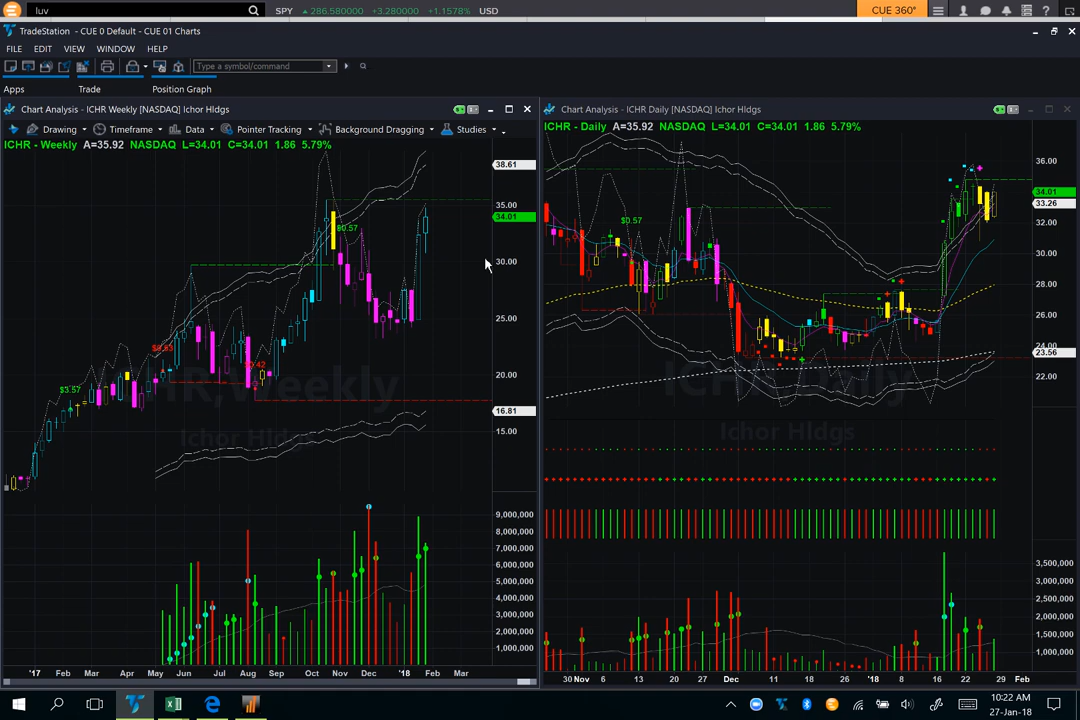 luv
SPY ▲ 286.580000 +3.280000 +1.1578% USD
CUE 360°
TradeStation - CUE 0 Default - CUE 01 Charts
FILE EDIT VIEW WINDOW HELP
Type a symbol/command
Apps Trade Position Graph
Chart Analysis - ICHR Weekly [NASDAQ] Ichor Hldgs
Drawing Timeframe Data Pointer Tracking Background Dragging Studies
ICHR - Weekly A=35.92 NASDAQ L=34.01 C=34.01 1.86 5.79%
38.61
35.00
34.01
30.00
25.00
20.00
16.81
15.00
$0.57
$3.57
ICHR,Weekly
Ichor Hldgs
9,000,000
8,000,000
7,000,000
6,000,000
5,000,000
4,000,000
3,000,000
2,000,000
1,000,000
'17 Feb Mar Apr May Jun Jul Aug Sep Oct Nov Dec '18 Feb Mar
Chart Analysis - ICHR Daily [NASDAQ] Ichor Hldgs
ICHR - Daily A=35.92 NASDAQ L=34.01 C=34.01 1.86 5.79%
36.00
34.01
33.26
32.00
30.00
28.00
26.00
24.00
23.56
22.00
$0.57
Ichor Hldgs
3,500,000
3,000,000
2,500,000
2,000,000
1,500,000
1,000,000
30 Nov 6 13 20 27 Dec 11 18 26 '18 8 16 22 29 Feb
10:22 AM
27-Jan-18